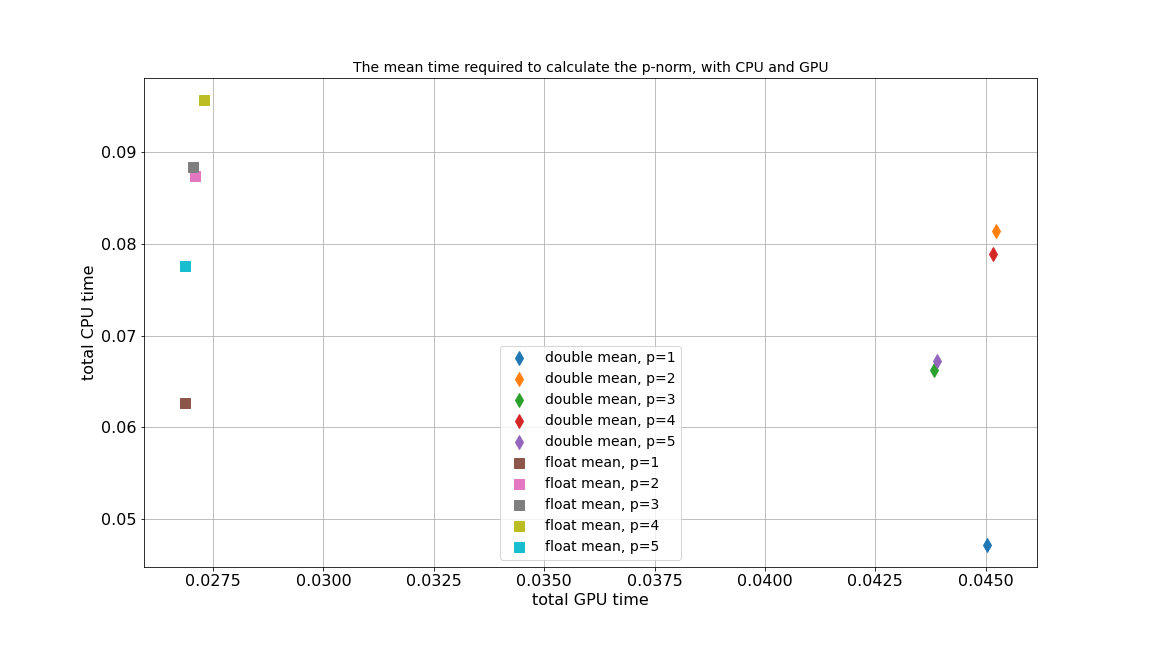 The mean time required to calculate the p-norm, with CPU and GPU
total CPU time
0.09
0.08
0.07
0.06
0.05
double mean, p=1
double mean, p=2
double mean, p=3
double mean, p=4
double mean, p=5
float mean, p=1
float mean, p=2
float mean, p=3
float mean, p=4
float mean, p=5
0.0275 0.0300 0.0325 0.0350 0.0375 0.0400 0.0425 0.0450
total GPU time